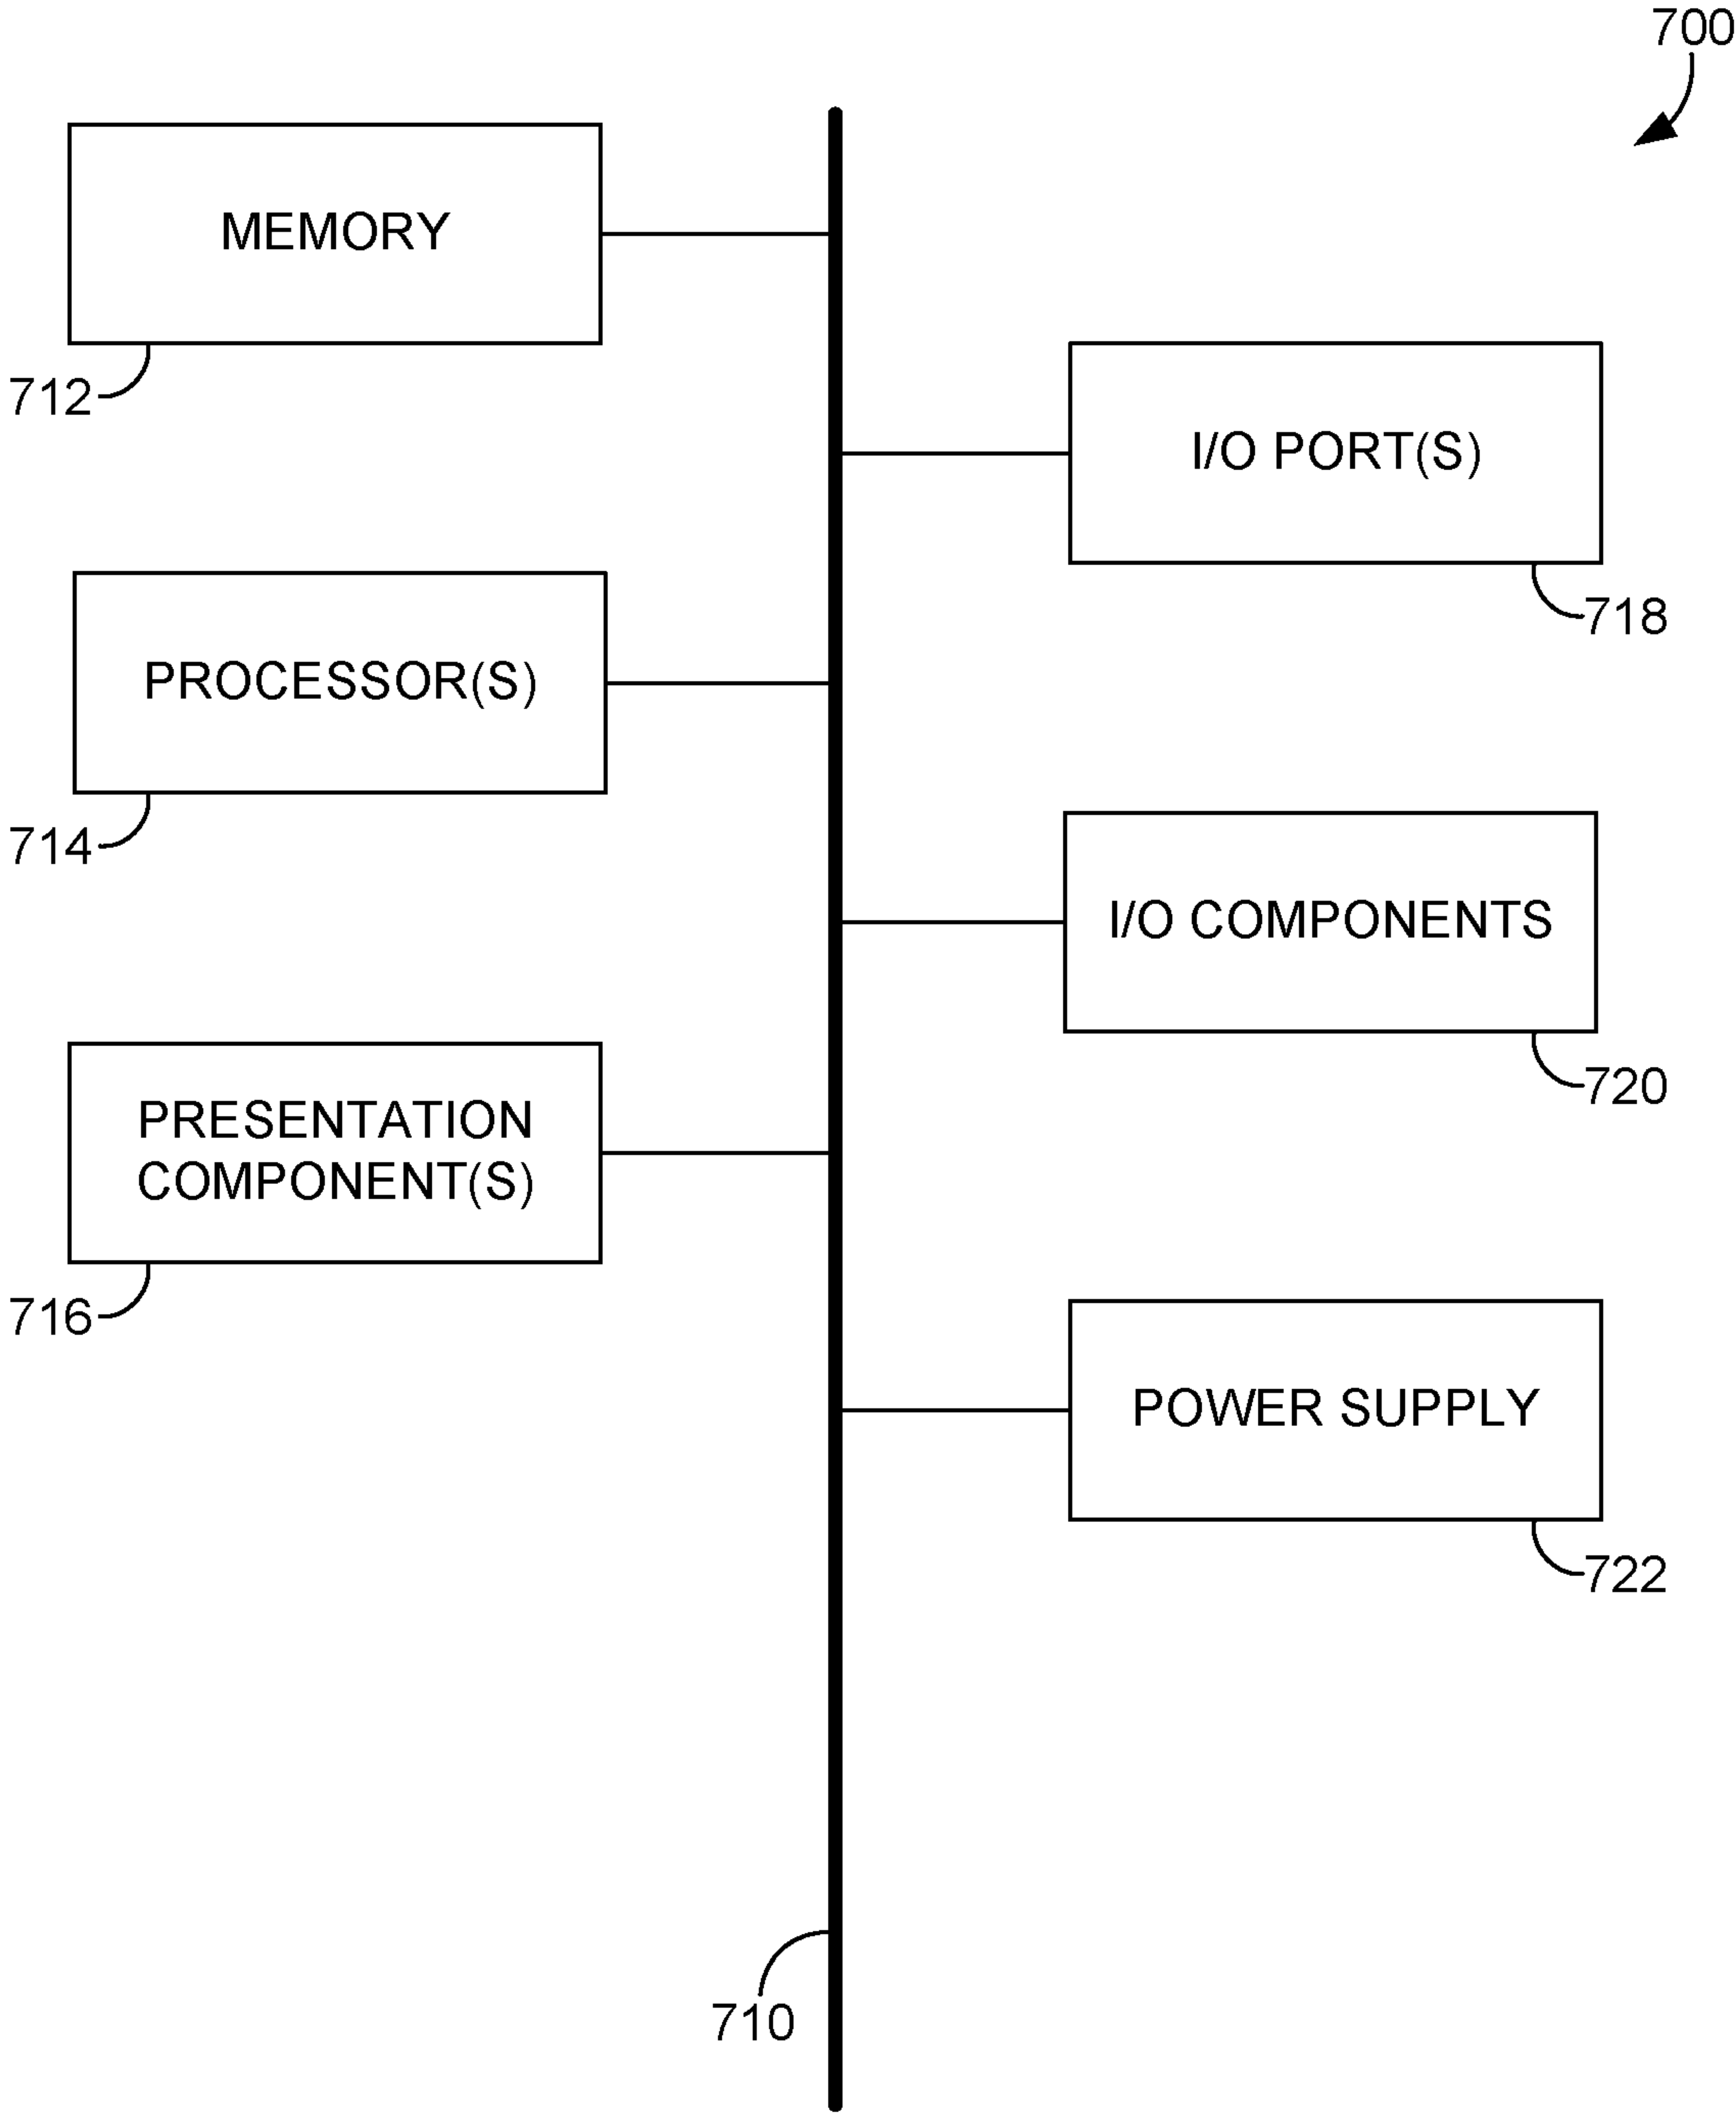 700
MEMORY
712
I/O PORT(S)
718
PROCESSOR(S)
714
I/O COMPONENTS
720
PRESENTATION
COMPONENT(S)
716
POWER SUPPLY
722
710